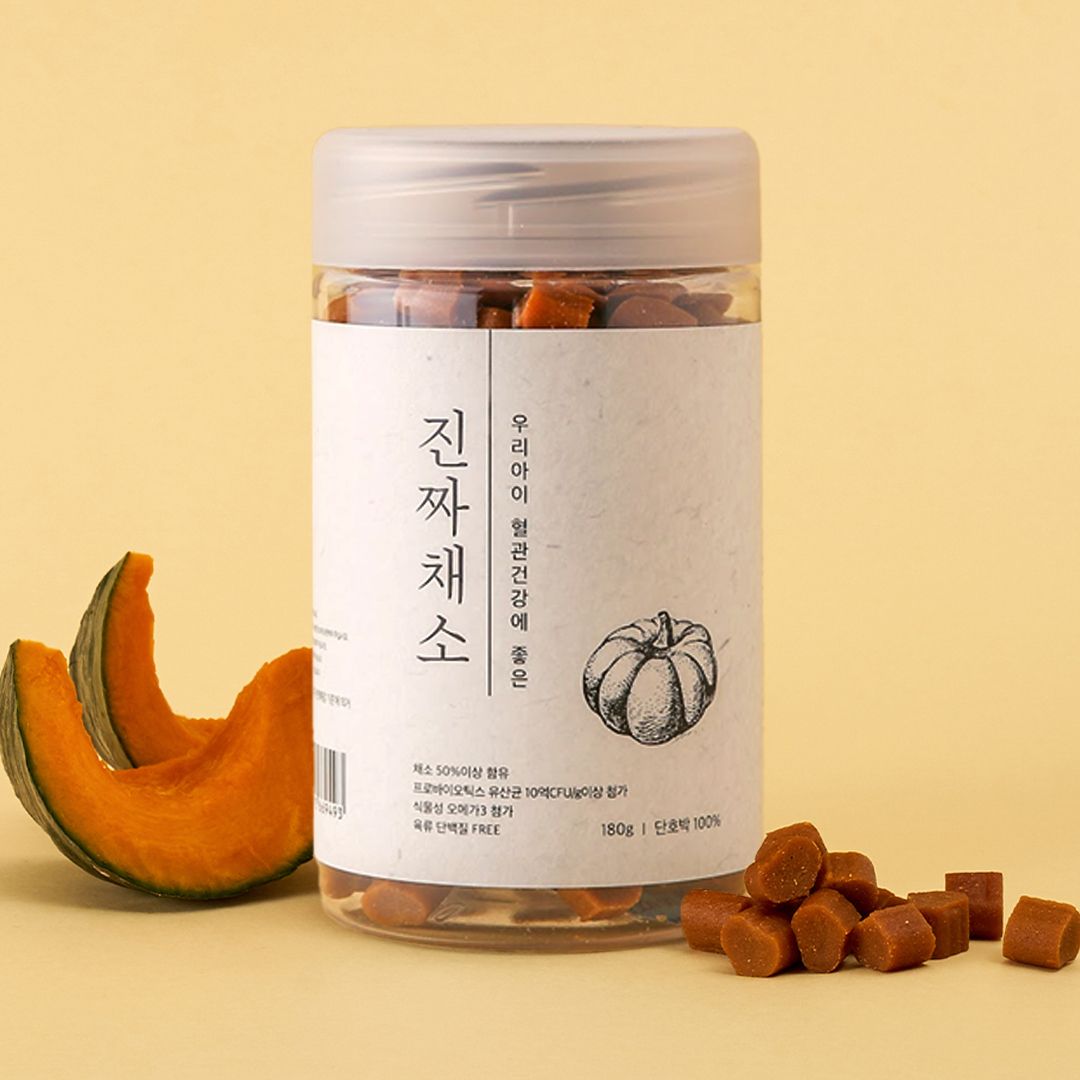 진짜채소
우리아이 혈관건강에 좋은
채소 50%이상 함유
프로바이오틱스 유산균 10억CFU/g이상 첨가
식물성 오메가3 첨가
육류 단백질 FREE
180g | 단호박 100%